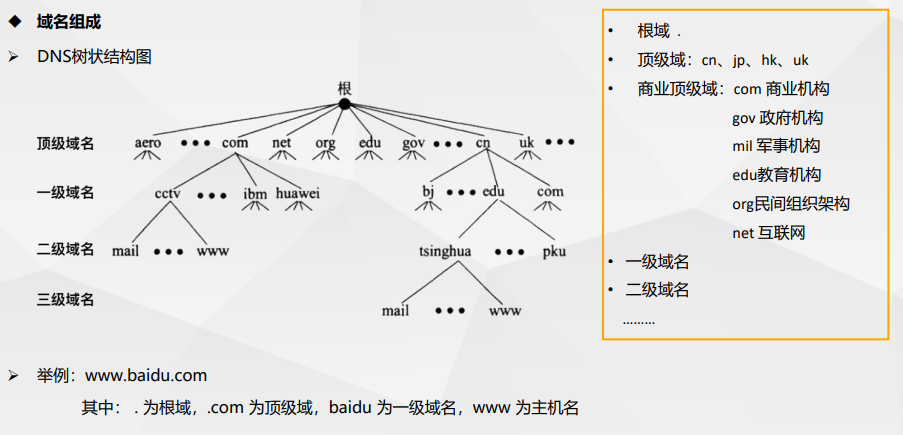 ◆ 域名组成
➢ DNS树状结构图
根
顶级域名 aero ••• com net org edu gov ••• cn uk •••
一级域名 cctv ••• ibm huawei bj ••• edu com
二级域名 mail ••• www tsinghua ••• pku
三级域名 mail ••• www
➢ 举例：www.baidu.com
其中： . 为根域，.com 为顶级域，baidu 为一级域名，www 为主机名
• 根域 .
• 顶级域：cn、jp、hk、uk
• 商业顶级域：com 商业机构
gov 政府机构
mil 军事机构
edu教育机构
org民间组织架构
net 互联网
• 一级域名
• 二级域名
………